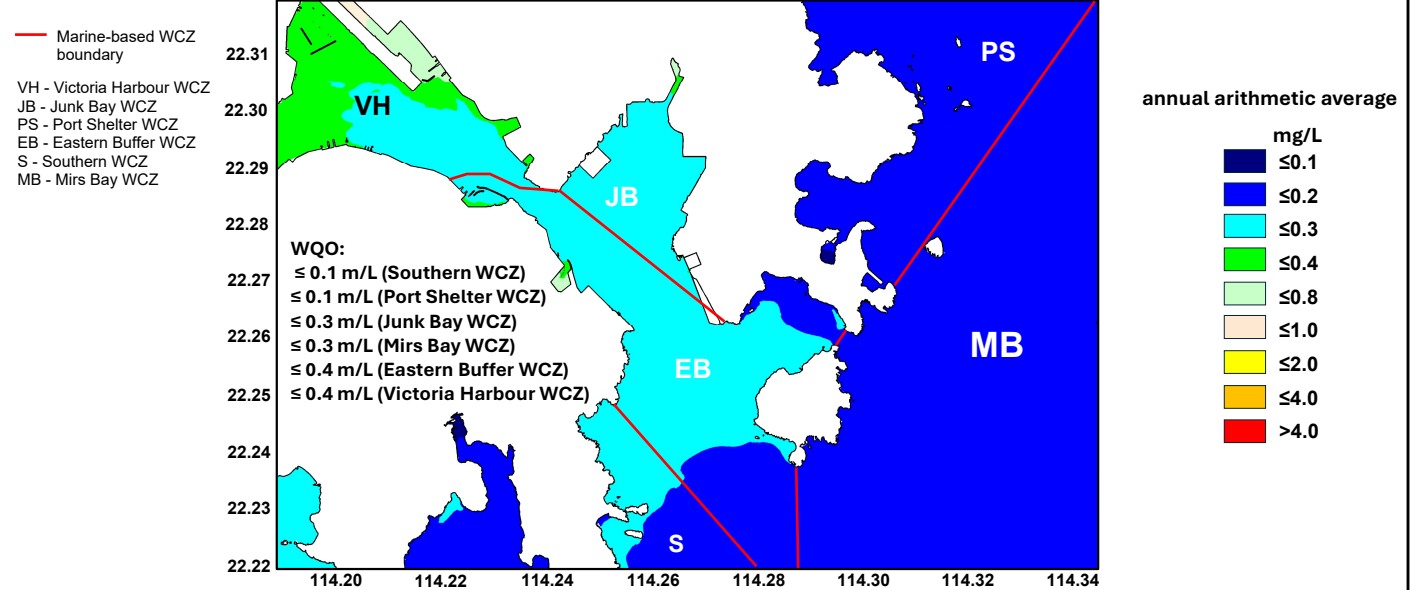 Marine-based WCZ
boundary
VH - Victoria Harbour WCZ
JB - Junk Bay WCZ
PS - Port Shelter WCZ
EB - Eastern Buffer WCZ
S - Southern WCZ
MB - Mirs Bay WCZ
22.31
22.30
22.29
22.28
22.27
22.26
22.25
22.24
22.23
22.22
VH
JB
PS
EB
MB
S
WQO:
≤ 0.1 m/L (Southern WCZ)
≤ 0.1 m/L (Port Shelter WCZ)
≤ 0.3 m/L (Junk Bay WCZ)
≤ 0.3 m/L (Mirs Bay WCZ)
≤ 0.4 m/L (Eastern Buffer WCZ)
≤ 0.4 m/L (Victoria Harbour WCZ)
114.20 114.22 114.24 114.26 114.28 114.30 114.32 114.34
annual arithmetic average
mg/L
≤0.1
≤0.2
≤0.3
≤0.4
≤0.8
≤1.0
≤2.0
≤4.0
>4.0